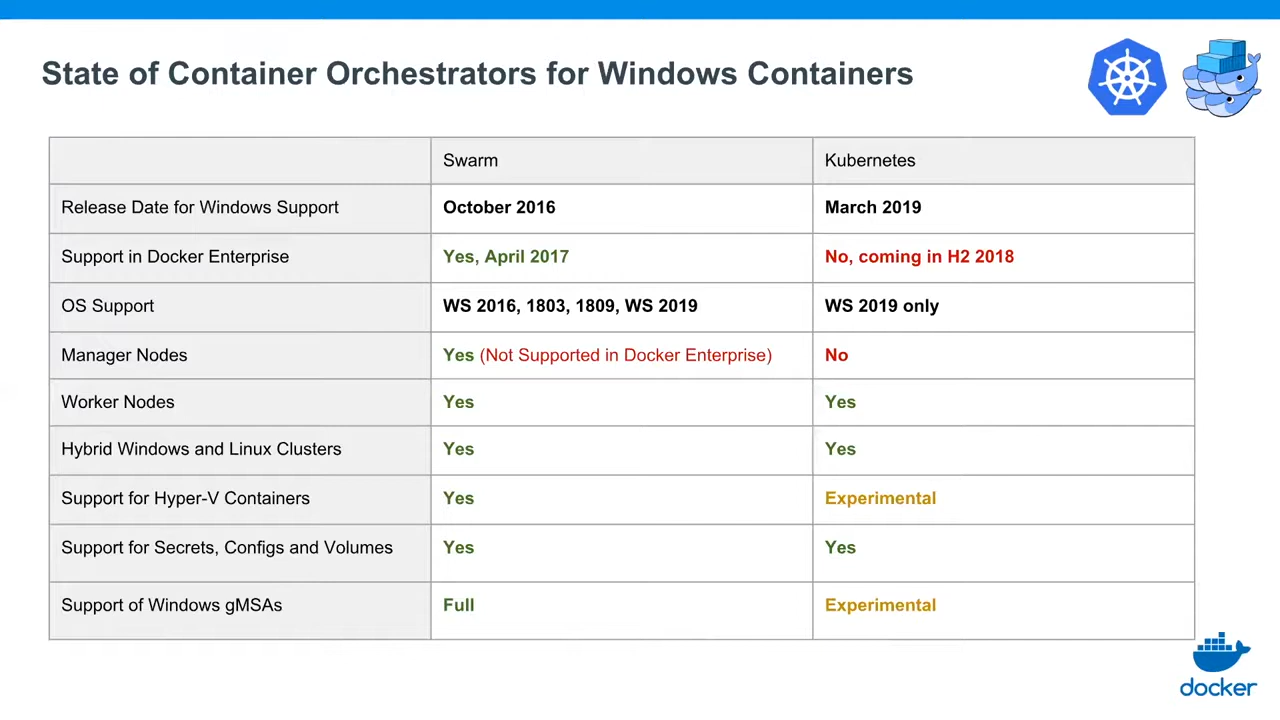 State of Container Orchestrators for Windows Containers
Swarm
Kubernetes
Release Date for Windows Support
October 2016
March 2019
Support in Docker Enterprise
Yes, April 2017
No, coming in H2 2018
OS Support
WS 2016, 1803, 1809, WS 2019
WS 2019 only
Manager Nodes
Yes (Not Supported in Docker Enterprise)
No
Worker Nodes
Yes
Yes
Hybrid Windows and Linux Clusters
Yes
Yes
Support for Hyper-V Containers
Yes
Experimental
Support for Secrets, Configs and Volumes
Yes
Yes
Support of Windows gMSAs
Full
Experimental
docker